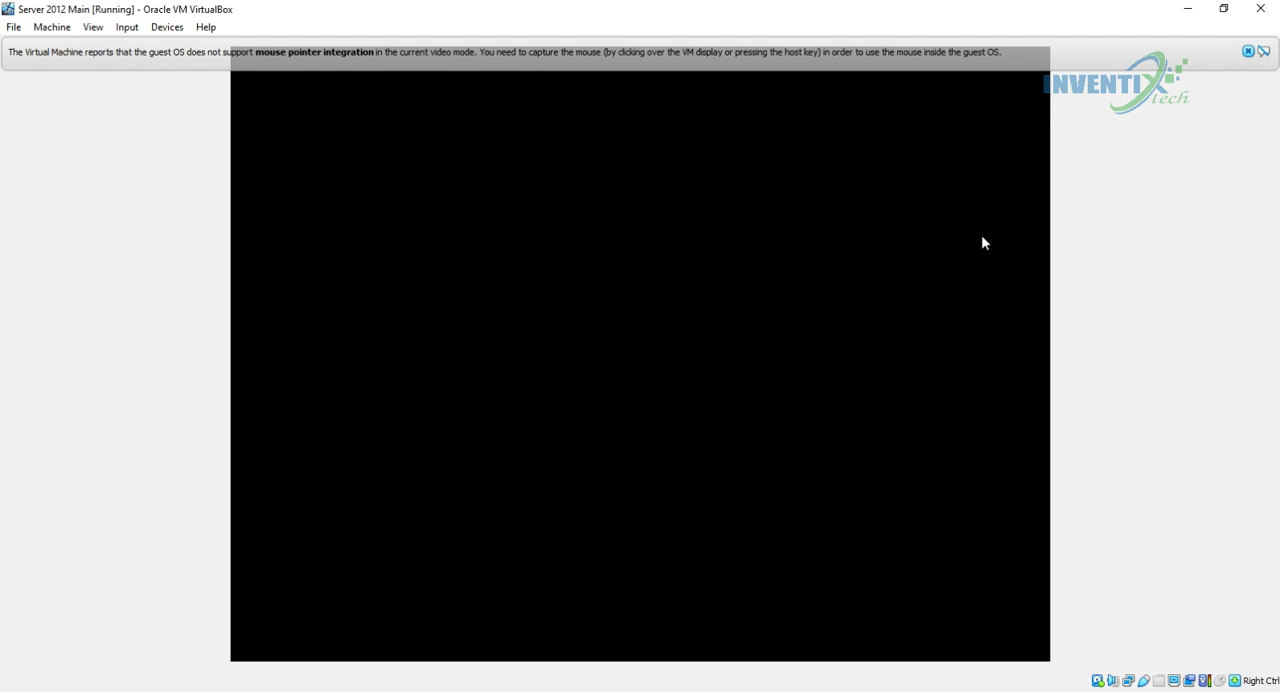 Server 2012 Main [Running] - Oracle VM VirtualBox
File Machine View Input Devices Help
The Virtual Machine reports that the guest OS does not support mouse pointer integration in the current video mode. You need to capture the mouse (by clicking over the VM display or pressing the host key) in order to use the mouse inside the guest OS.
INVENTIX
tech
Right Ctrl